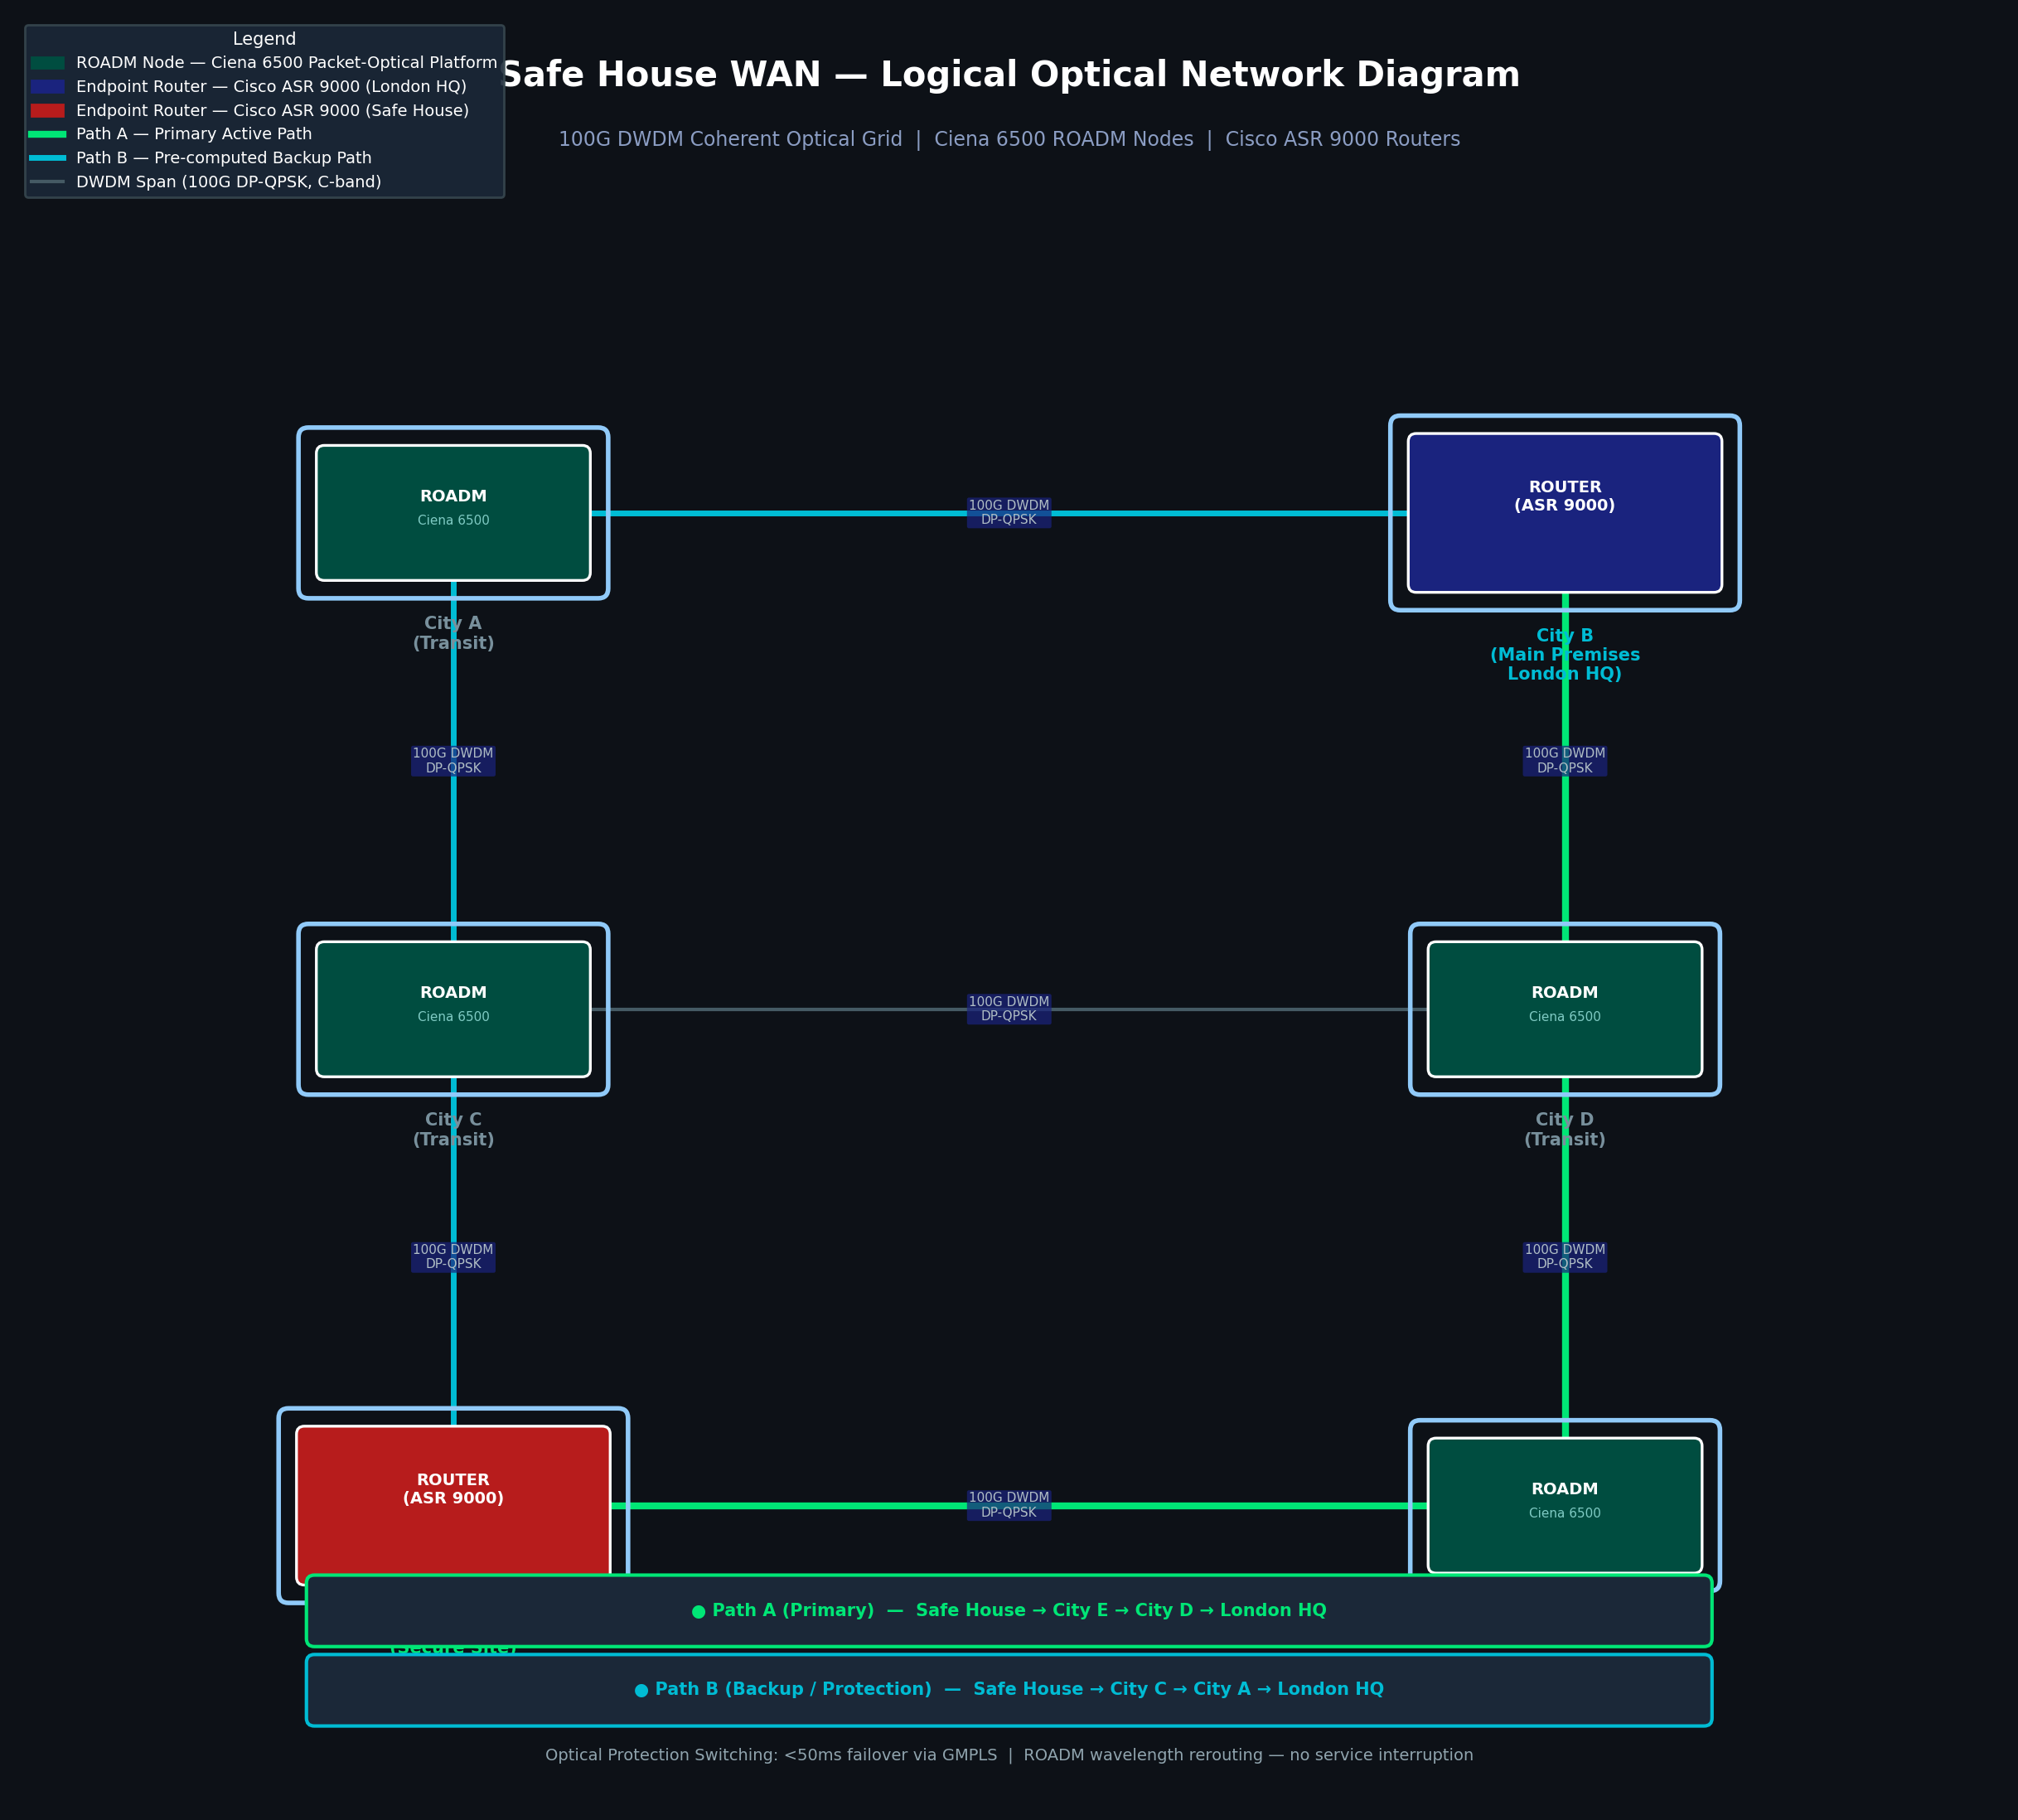 Legend
ROADM Node — Ciena 6500 Packet-Optical Platform
Endpoint Router — Cisco ASR 9000 (London HQ)
Endpoint Router — Cisco ASR 9000 (Safe House)
Path A — Primary Active Path
Path B — Pre-computed Backup Path
DWDM Span (100G DP-QPSK, C-band)
Safe House WAN — Logical Optical Network Diagram
100G DWDM Coherent Optical Grid | Ciena 6500 ROADM Nodes | Cisco ASR 9000 Routers
ROADM
Ciena 6500
City A
(Transit)
100G DWDM
DP-QPSK
ROUTER
(ASR 9000)
City B
(Main Premises
London HQ)
100G DWDM
DP-QPSK
100G DWDM
DP-QPSK
ROADM
Ciena 6500
City C
(Transit)
100G DWDM
DP-QPSK
ROADM
Ciena 6500
City D
(Transit)
100G DWDM
DP-QPSK
100G DWDM
DP-QPSK
ROUTER
(ASR 9000)
(Secure Site)
100G DWDM
DP-QPSK
ROADM
Ciena 6500
● Path A (Primary) — Safe House → City E → City D → London HQ
● Path B (Backup / Protection) — Safe House → City C → City A → London HQ
Optical Protection Switching: <50ms failover via GMPLS | ROADM wavelength rerouting — no service interruption